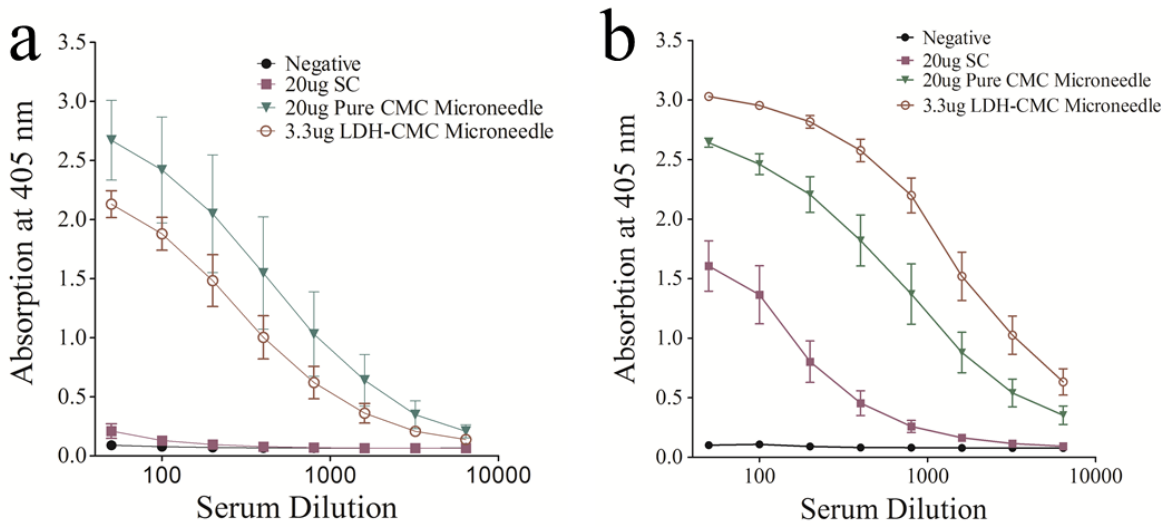 a
3.5
3.0
2.5
2.0
1.5
1.0
0.5
0.0
Absorption at 405 nm
Negative
20ug SC
20ug Pure CMC Microneedle
3.3ug LDH-CMC Microneedle
100
1000
10000
Serum Dilution
b
3.5
3.0
2.5
2.0
1.5
1.0
0.5
0.0
Absorbtion at 405 nm
Negative
20ug SC
20ug Pure CMC Microneedle
3.3ug LDH-CMC Microneedle
100
1000
10000
Serum Dilution